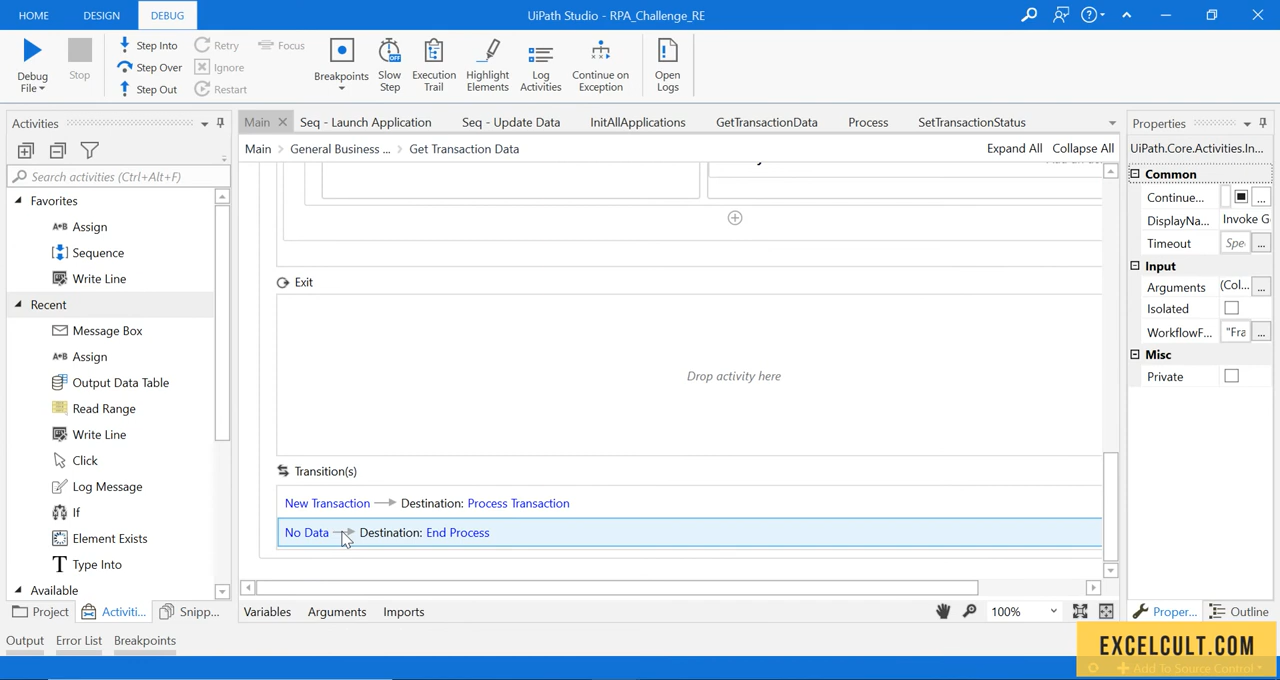 HOME DESIGN DEBUG UiPath Studio - RPA_Challenge_RE
Debug File
Stop
Step Into
Step Over
Step Out
Retry
Ignore
Restart
Focus
Breakpoints
Slow Step
Execution Trail
Highlight Elements
Log Activities
Continue on Exception
Open Logs
Activities
Search activities (Ctrl+Alt+F)
Favorites
Assign
Sequence
Write Line
Recent
Message Box
Assign
Output Data Table
Read Range
Write Line
Click
Log Message
If
Element Exists
Type Into
Available
Project Activiti... Snipp...
Main Seq - Launch Application Seq - Update Data InitAllApplications GetTransactionData Process SetTransactionStatus
Main General Business ... Get Transaction Data Expand All Collapse All
Exit
Drop activity here
Transition(s)
New Transaction Destination: Process Transaction
No Data Destination: End Process
Variables Arguments Imports 100%
Properties
UiPath.Core.Activities.In...
Common
Continue... ...
DisplayNa... Invoke G
Timeout Spe ...
Input
Arguments (Col... ...
Isolated
WorkflowF... "Fra ...
Misc
Private
Proper... Outline
Output Error List Breakpoints
EXCELCULT.COM
Add To Source Control